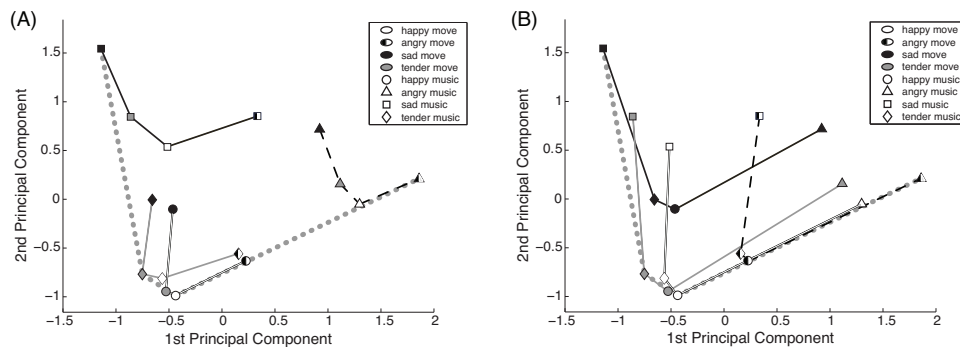 (A)
2nd Principal Component
1.5
1
0.5
0
−0.5
−1
−1.5 −1 −0.5 0 0.5 1 1.5 2
1st Principal Component
happy move
angry move
sad move
tender move
happy music
angry music
sad music
tender music
(B)
2nd Principal Component
1.5
1
0.5
0
−0.5
−1
−1.5 −1 −0.5 0 0.5 1 1.5 2
1st Principal Component
happy move
angry move
sad move
tender move
happy music
angry music
sad music
tender music